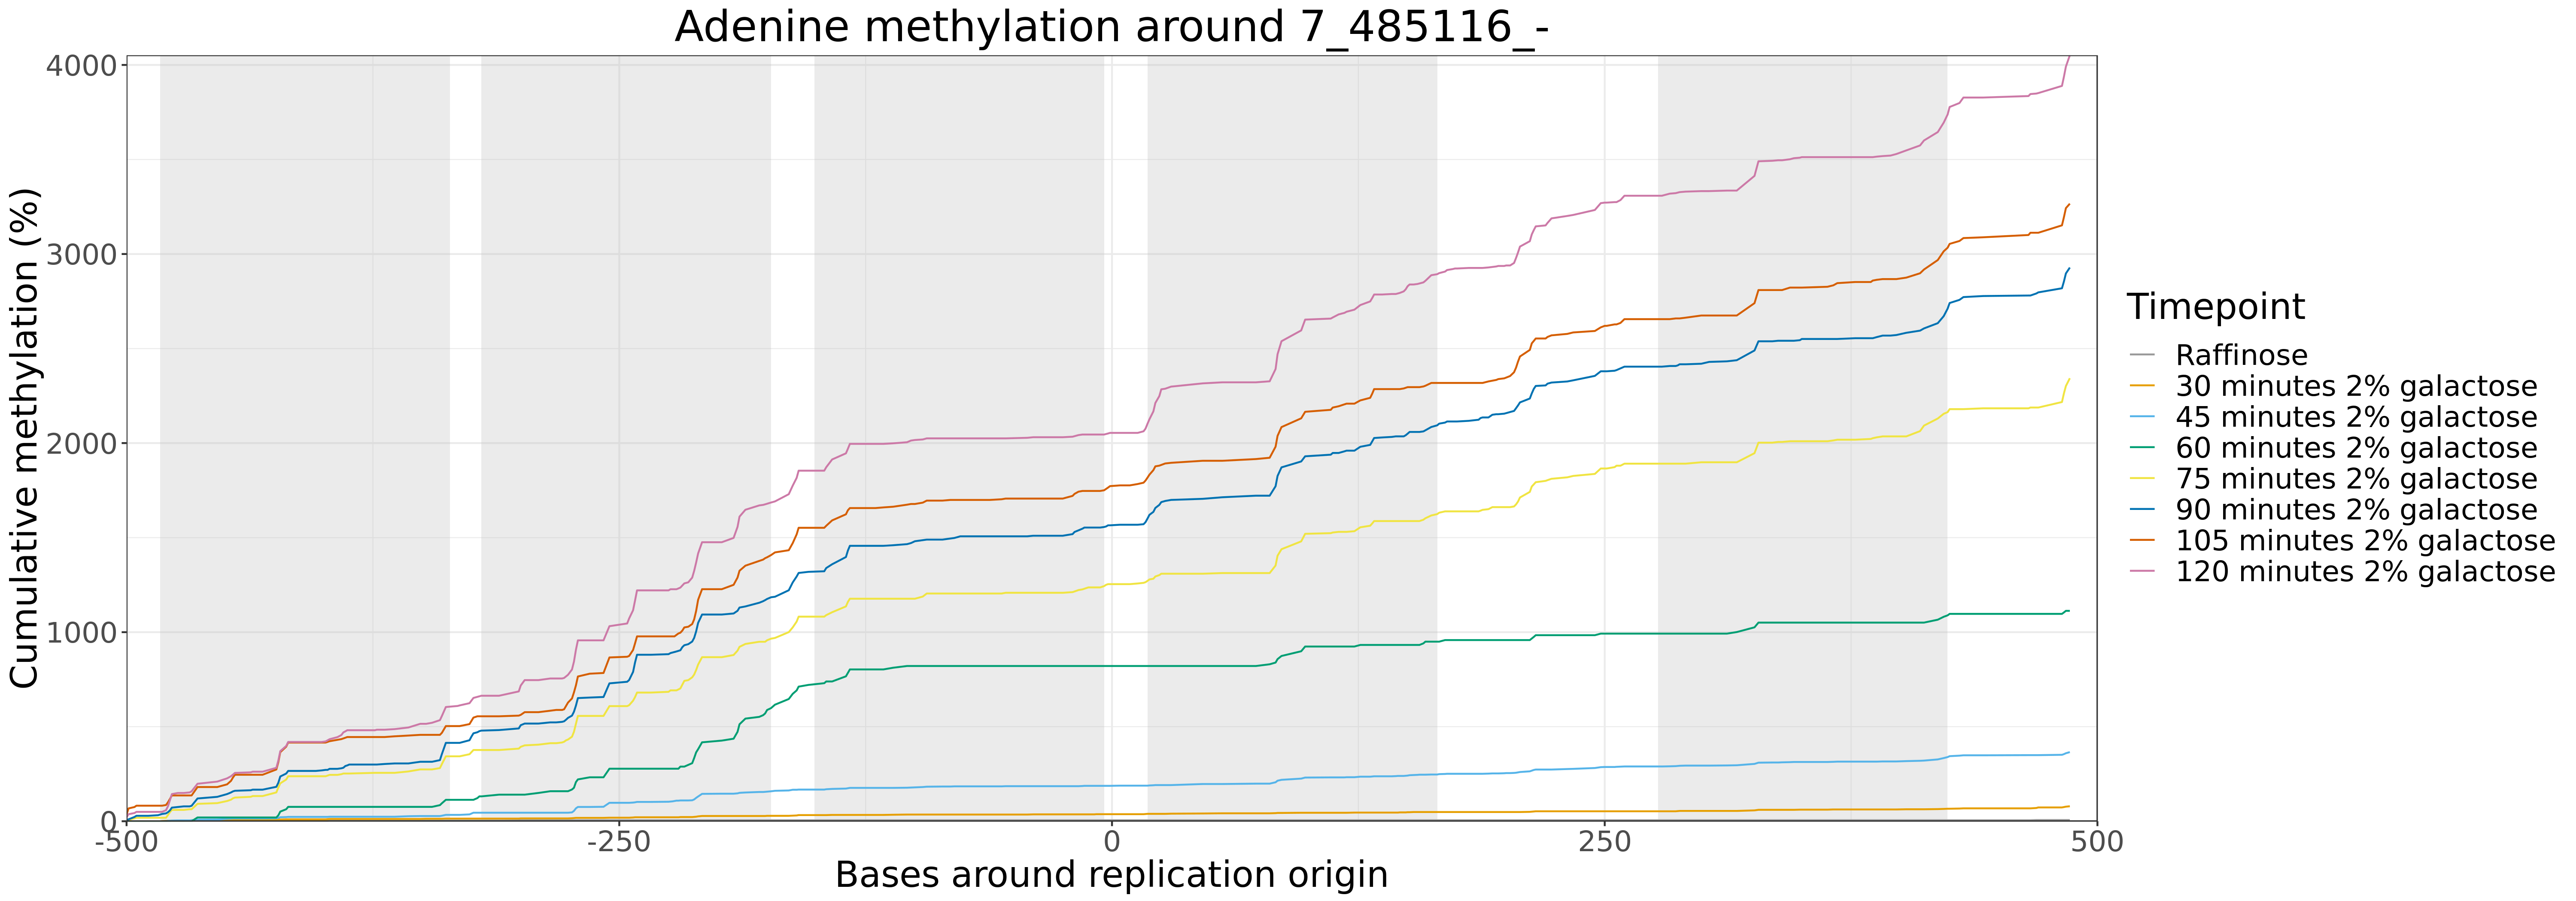 Adenine methylation around 7_485116_-
Cumulative methylation (%)
4000
3000
2000
1000
0
-500
-250
0
250
500
Bases around replication origin
Timepoint
Raffinose
30 minutes 2% galactose
45 minutes 2% galactose
60 minutes 2% galactose
75 minutes 2% galactose
90 minutes 2% galactose
105 minutes 2% galactose
120 minutes 2% galactose